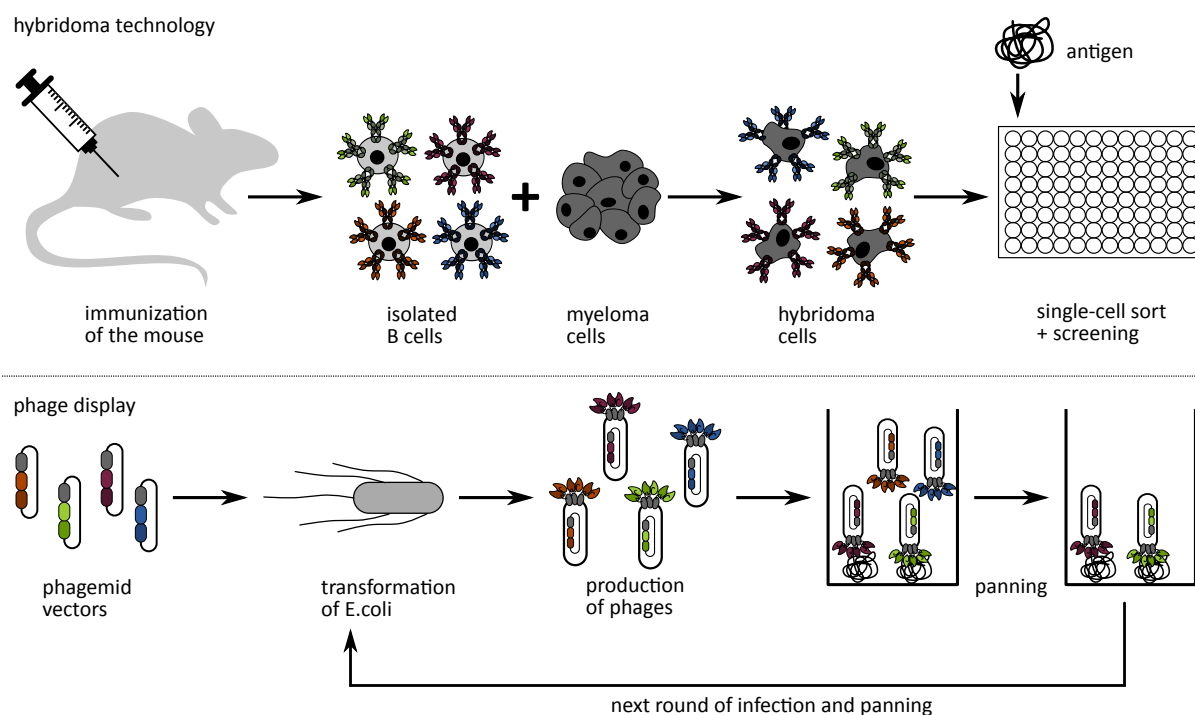 hybridoma technology
antigen
immunization
of the mouse
isolated
B cells
myeloma
cells
hybridoma
cells
single-cell sort
+ screening
phage display
phagemid
vectors
transformation
of E.coli
production
of phages
panning
next round of infection and panning